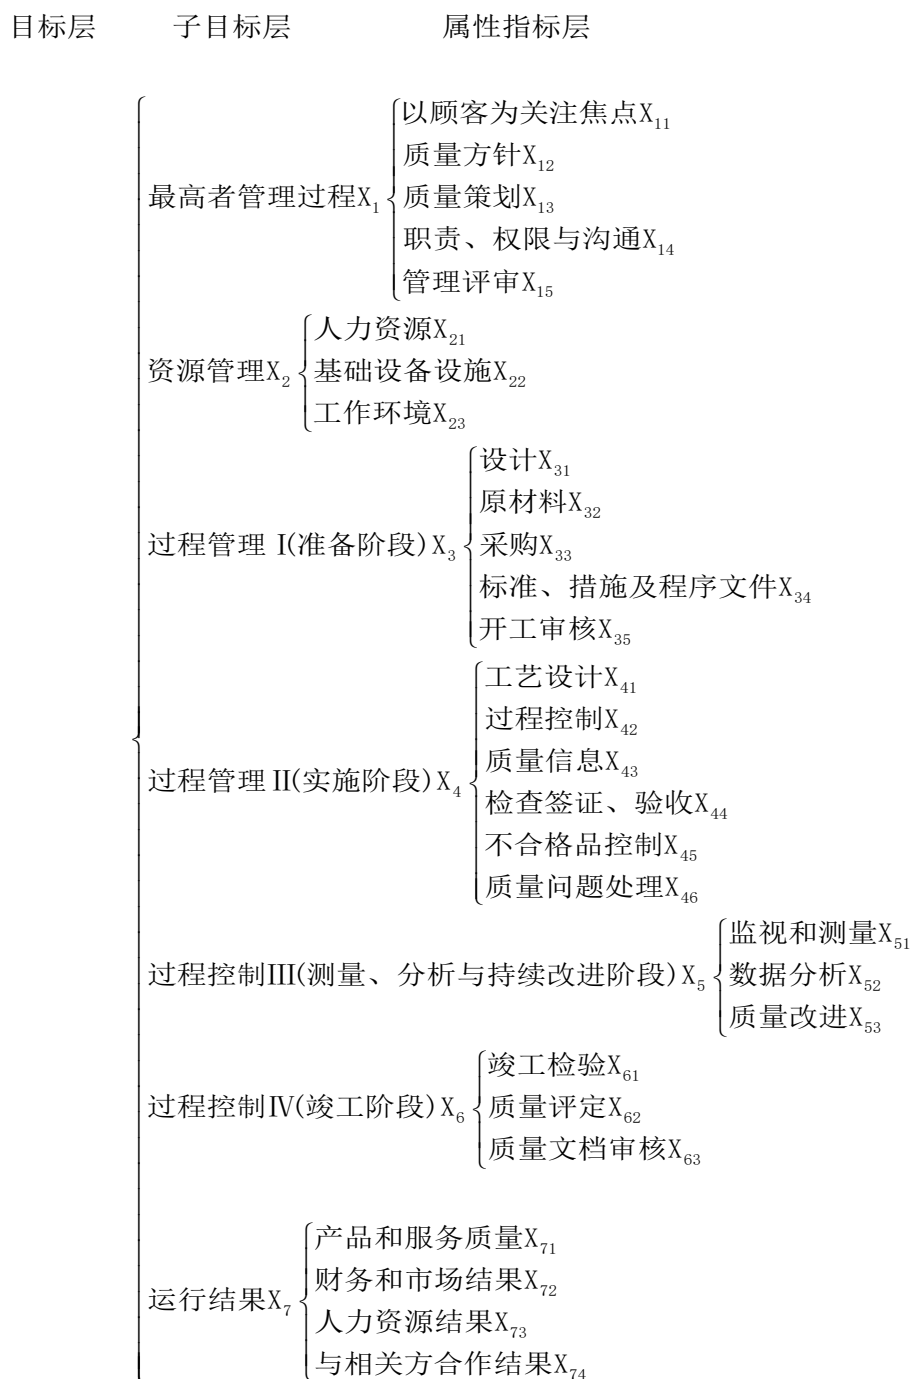 目标层 子目标层 属性指标层
最高者管理过程X₁
以顾客为关注焦点X₁₁
质量方针X₁₂
质量策划X₁₃
职责、权限与沟通X₁₄
管理评审X₁₅
资源管理X₂
人力资源X₂₁
基础设备设施X₂₂
工作环境X₂₃
过程管理 I(准备阶段)X₃
设计X₃₁
原材料X₃₂
采购X₃₃
标准、措施及程序文件X₃₄
开工审核X₃₅
过程管理 II(实施阶段)X₄
工艺设计X₄₁
过程控制X₄₂
质量信息X₄₃
检查签证、验收X₄₄
不合格品控制X₄₅
质量问题处理X₄₆
过程控制III(测量、分析与持续改进阶段)X₅
监视和测量X₅₁
数据分析X₅₂
质量改进X₅₃
过程控制IV(竣工阶段)X₆
竣工检验X₆₁
质量评定X₆₂
质量文档审核X₆₃
运行结果X₇
产品和服务质量X₇₁
财务和市场结果X₇₂
人力资源结果X₇₃
与相关方合作结果X₇₄